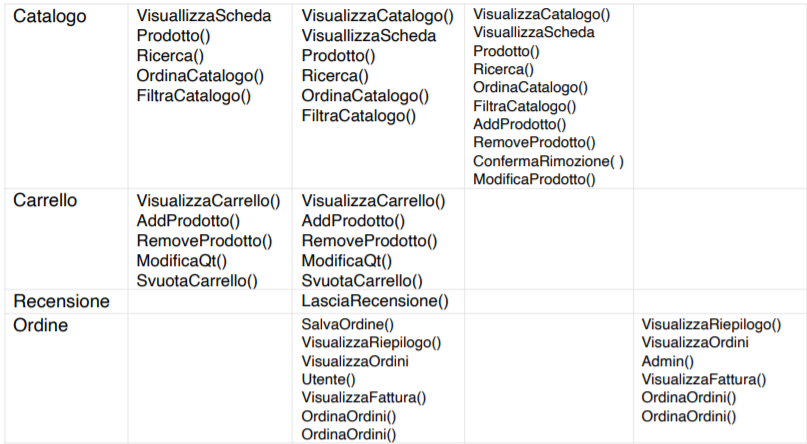 Catalogo
VisuallizzaScheda
Prodotto()
Ricerca()
OrdinaCatalogo()
FiltraCatalogo()
VisualizzaCatalogo()
VisuallizzaScheda
Prodotto()
Ricerca()
OrdinaCatalogo()
FiltraCatalogo()
VisualizzaCatalogo()
VisuallizzaScheda
Prodotto()
Ricerca()
OrdinaCatalogo()
FiltraCatalogo()
AddProdotto()
RemoveProdotto()
ConfermaRimozione( )
ModificaProdotto()
Carrello
VisualizzaCarrello()
AddProdotto()
RemoveProdotto()
ModificaQt()
SvuotaCarrello()
VisualizzaCarrello()
AddProdotto()
RemoveProdotto()
ModificaQt()
SvuotaCarrello()
Recensione
LasciaRecensione()
Ordine
SalvaOrdine()
VisualizzaRiepilogo()
VisualizzaOrdini
Utente()
VisualizzaFattura()
OrdinaOrdini()
OrdinaOrdini()
VisualizzaRiepilogo()
VisualizzaOrdini
Admin()
VisualizzaFattura()
OrdinaOrdini()
OrdinaOrdini()